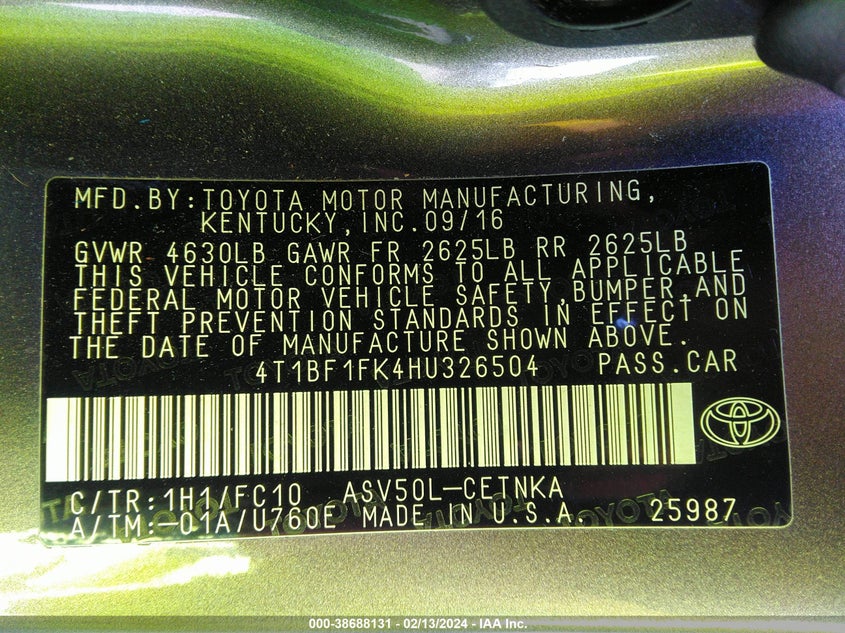 MFD.BY:TOYOTA MOTOR MANUFACTURING,
KENTUCKY,INC.09/16
GVWR 4630LB GAWR FR 2625LB RR 2625LB
THIS VEHICLE CONFORMS TO ALL APPLICABLE
FEDERAL MOTOR VEHICLE SAFETY,BUMPER,AND
THEFT PREVENTION STANDARDS IN EFFECT ON
THE DATE OF MANUFACTURE SHOWN ABOVE.
4T1BF1FK4HU326504 PASS.CAR
C/TR:1H1/FC10 ASV50L-CETNKA
A/TM:-01A/U760E MADE IN U.S.A. 25987
000-38688131 - 02/13/2024 - IAA Inc.